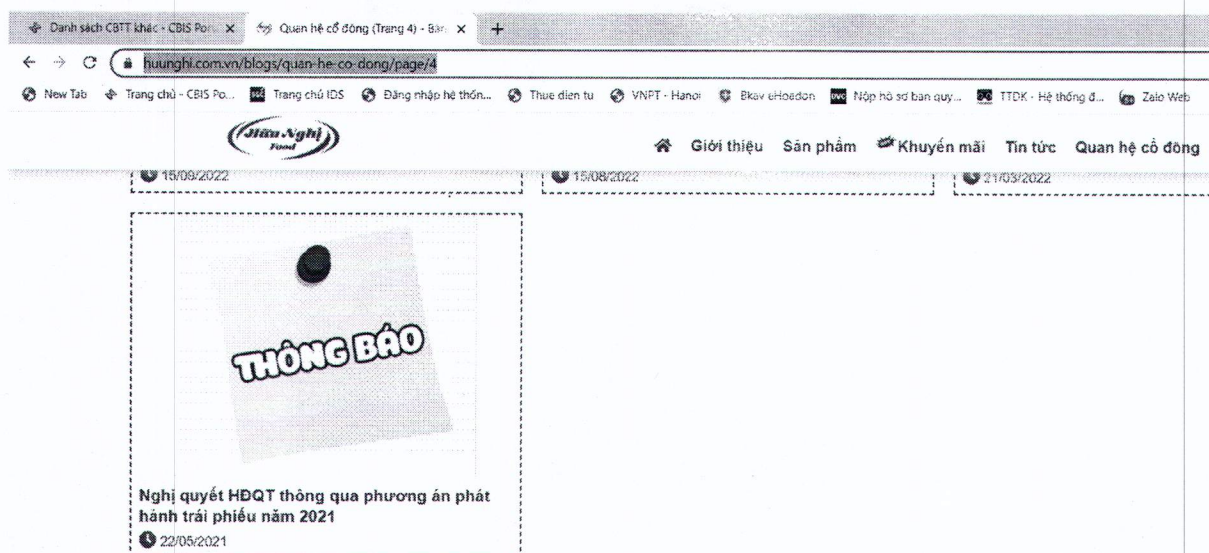 Danh sách CBTT khác - CBIS Por
Quan hệ cổ đông (Trang 4) - Bán
huunghi.com.vn/blogs/quan-he-co-dong/page/4
New Tab
Trang chủ - CBIS Po...
Trang chủ IDS
Đăng nhập hệ thốn...
Thue dien tu
VNPT - Hanoi
Bkav eHoadon
Nộp hồ sơ ban quy...
TTDK - Hệ thống đ...
Zalo Web
Hữu Nghị
Food
Giới thiệu
Sản phẩm
Khuyến mãi
Tin tức
Quan hệ cổ đông
15/09/2022
15/08/2022
21/03/2022
THÔNG BÁO
Nghị quyết HĐQT thông qua phương án phát
hành trái phiếu năm 2021
22/05/2021